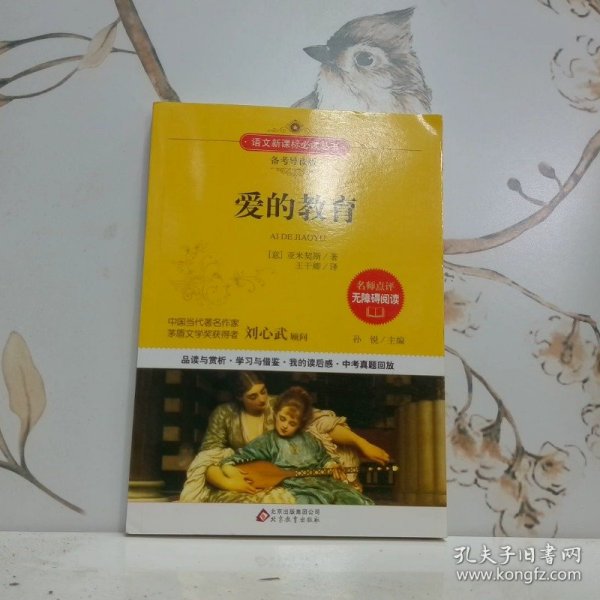 语文新课标必读丛书
备考导读版
爱的教育
AI DE JIAOYU
[意] 亚米契斯／著
王干卿／译
名师点评
无障碍阅读
中国当代著名作家
茅盾文学奖获得者 刘心武 顾问
孙锐／主编
品读与赏析·学习与借鉴·我的读后感·中考真题回放
北京出版集团公司
北京教育出版社
孔夫子旧书网
www.kongfz.com